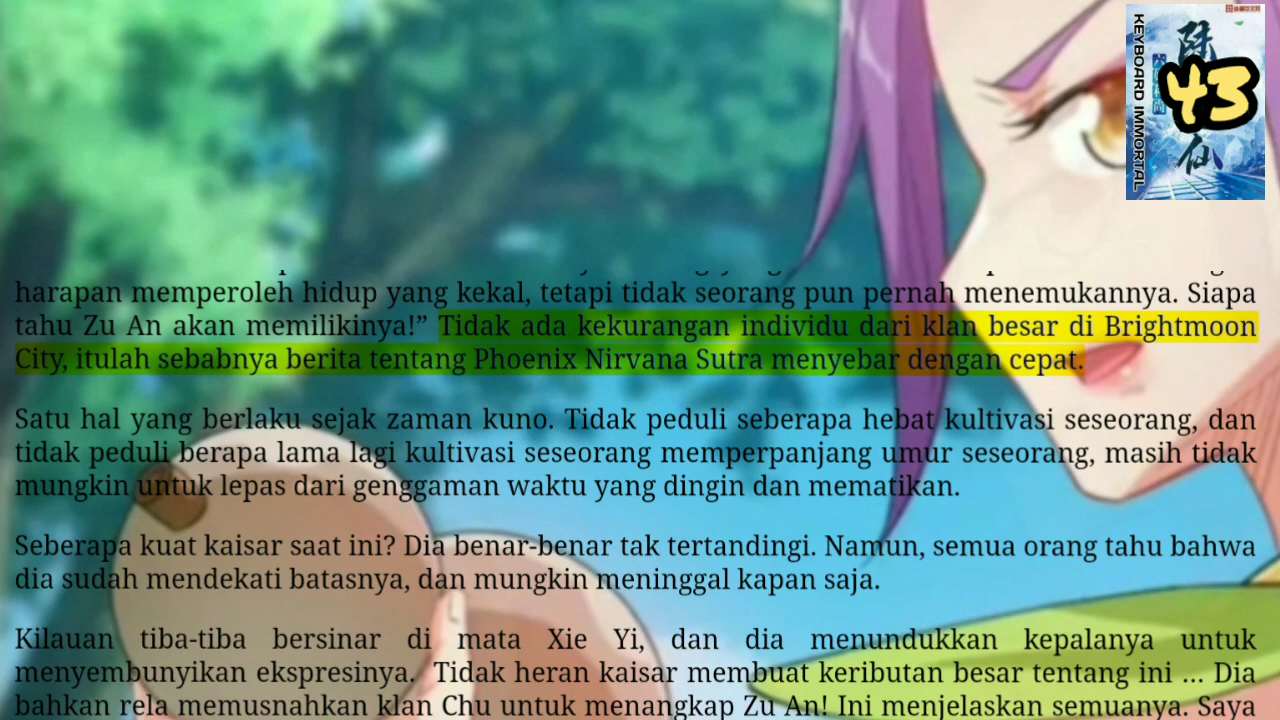 KEYBOARD IMMORTAL
43
仙
harapan memperoleh hidup yang kekal, tetapi tidak seorang pun pernah menemukannya. Siapa
tahu Zu An akan memilikinya!” Tidak ada kekurangan individu dari klan besar di Brightmoon
City, itulah sebabnya berita tentang Phoenix Nirvana Sutra menyebar dengan cepat.
Satu hal yang berlaku sejak zaman kuno. Tidak peduli seberapa hebat kultivasi seseorang, dan
tidak peduli berapa lama lagi kultivasi seseorang memperpanjang umur seseorang, masih tidak
mungkin untuk lepas dari genggaman waktu yang dingin dan mematikan.
Seberapa kuat kaisar saat ini? Dia benar-benar tak tertandingi. Namun, semua orang tahu bahwa
dia sudah mendekati batasnya, dan mungkin meninggal kapan saja.
Kilauan tiba-tiba bersinar di mata Xie Yi, dan dia menundukkan kepalanya untuk
menyembunyikan ekspresinya. Tidak heran kaisar membuat keributan besar tentang ini ... Dia
bahkan rela memusnahkan klan Chu untuk menangkap Zu An! Ini menjelaskan semuanya. Saya